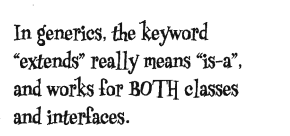 In generics, the keyword
“extends” really means “is-a”,
and works for BOTH classes
and interfaces.